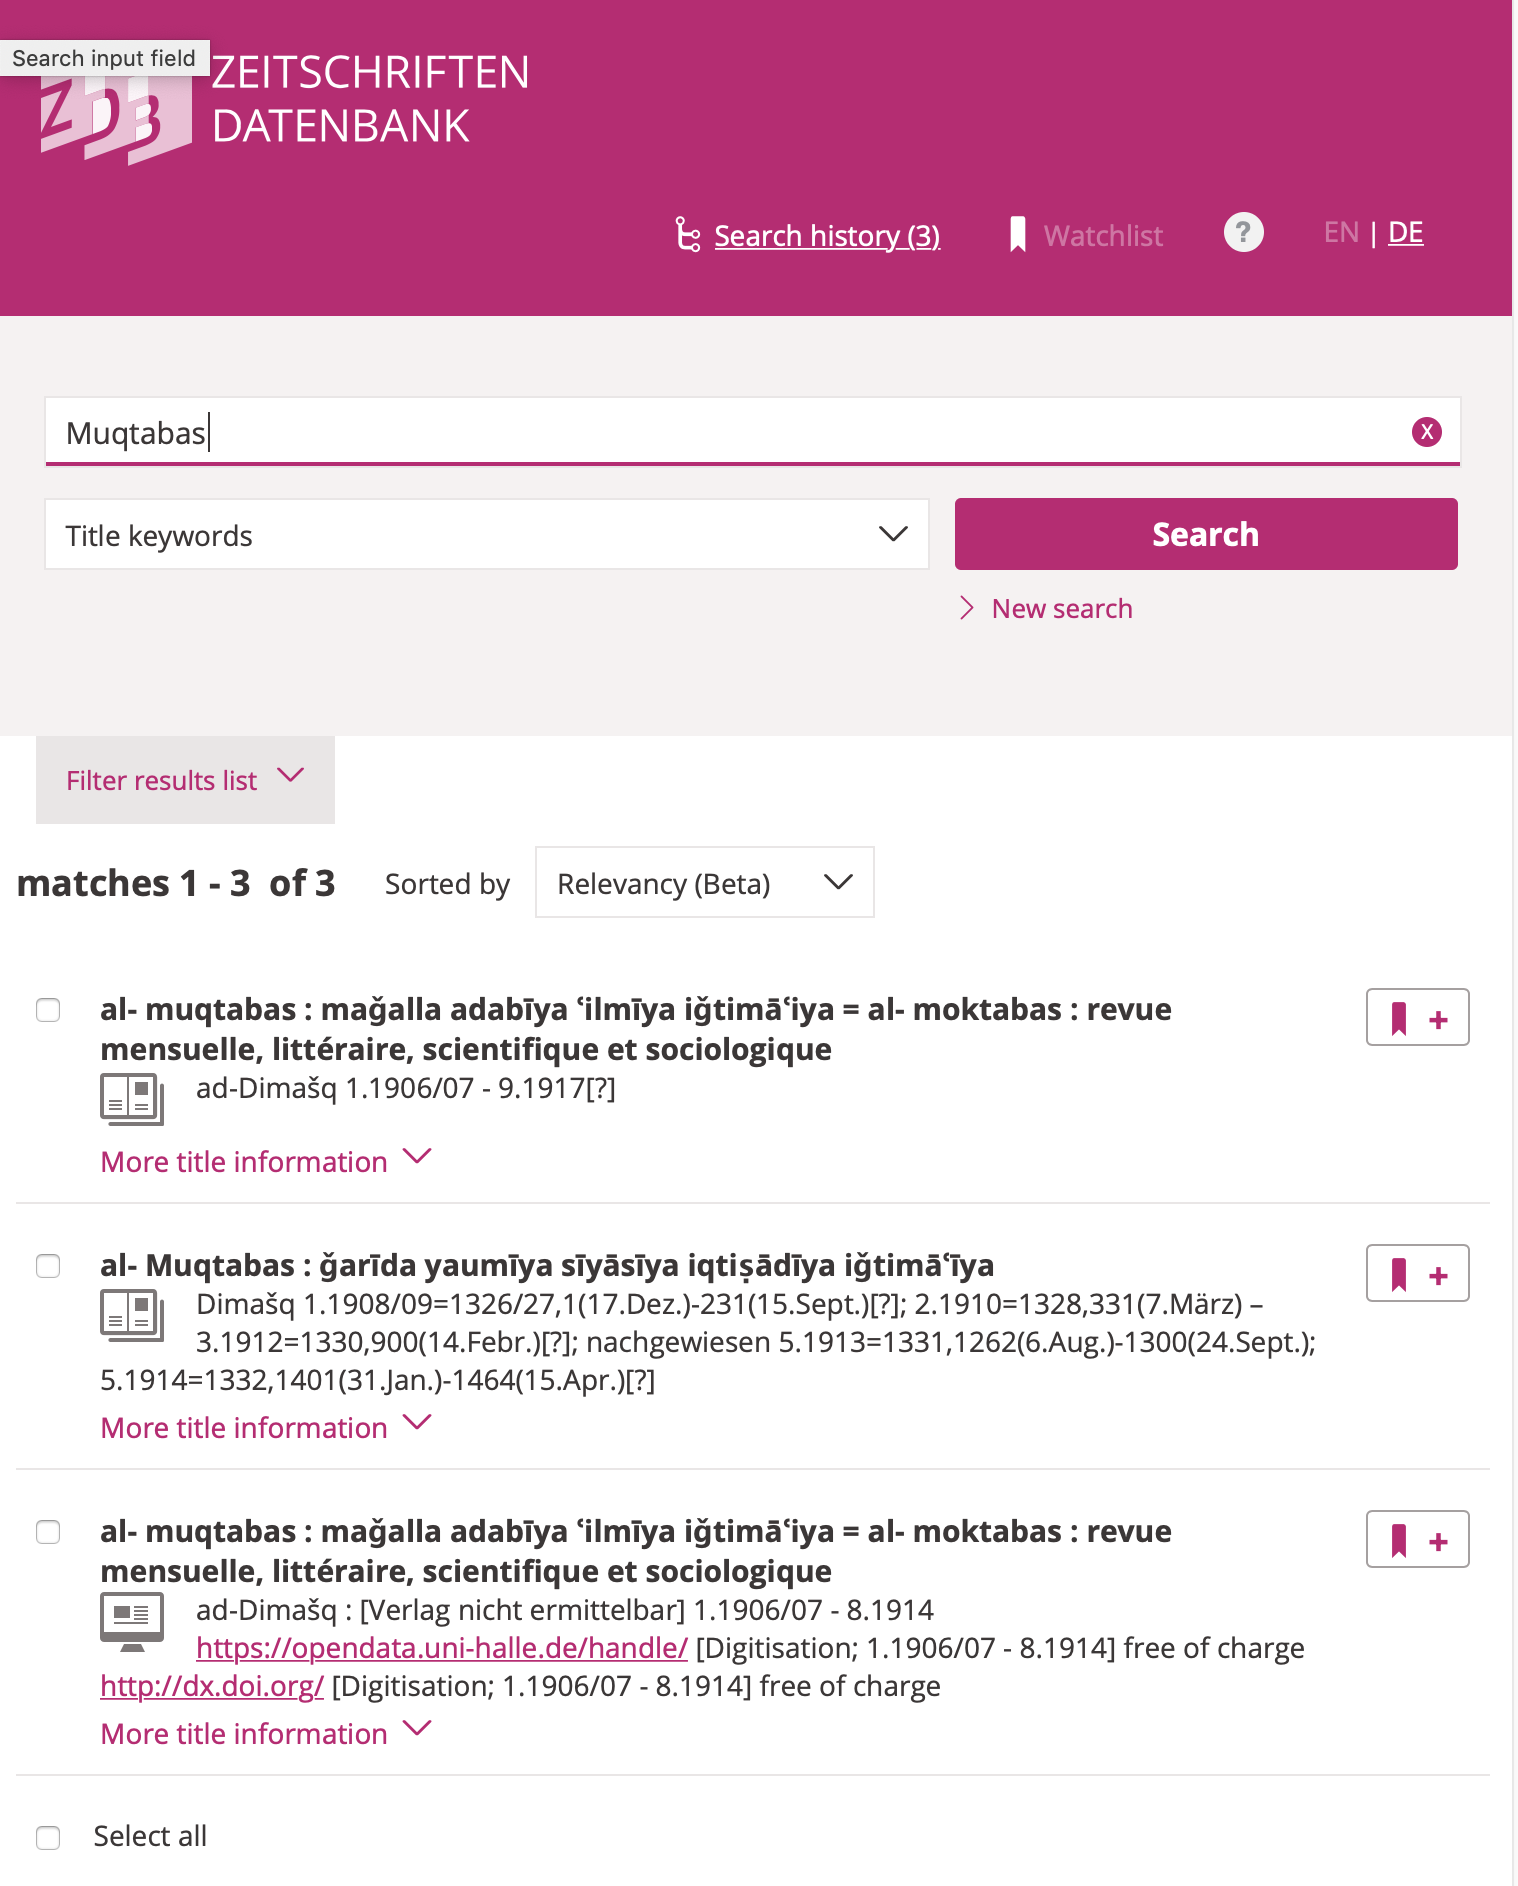 Search input field
ZDB
ZEITSCHRIFTEN
DATENBANK
Search history (3)
Watchlist
?
EN | DE
Muqtabas
X
Title keywords
Search
New search
Filter results list
matches 1 - 3 of 3
Sorted by
Relevancy (Beta)
al- muqtabas : maǧalla adabīya ʿilmīya iǧtimāʿiya = al- moktabas : revue
mensuelle, littéraire, scientifique et sociologique
+
ad-Dimašq 1.1906/07 - 9.1917[?]
More title information
al- Muqtabas : ǧarīda yaumīya sīyāsīya iqtiṣādīya iǧtimāʿīya
+
Dimašq 1.1908/09=1326/27,1(17.Dez.)-231(15.Sept.)[?]; 2.1910=1328,331(7.März) –
3.1912=1330,900(14.Febr.)[?]; nachgewiesen 5.1913=1331,1262(6.Aug.)-1300(24.Sept.);
5.1914=1332,1401(31.Jan.)-1464(15.Apr.)[?]
More title information
al- muqtabas : maǧalla adabīya ʿilmīya iǧtimāʿiya = al- moktabas : revue
mensuelle, littéraire, scientifique et sociologique
+
ad-Dimašq : [Verlag nicht ermittelbar] 1.1906/07 - 8.1914
https://opendata.uni-halle.de/handle/ [Digitisation; 1.1906/07 - 8.1914] free of charge
http://dx.doi.org/ [Digitisation; 1.1906/07 - 8.1914] free of charge
More title information
Select all